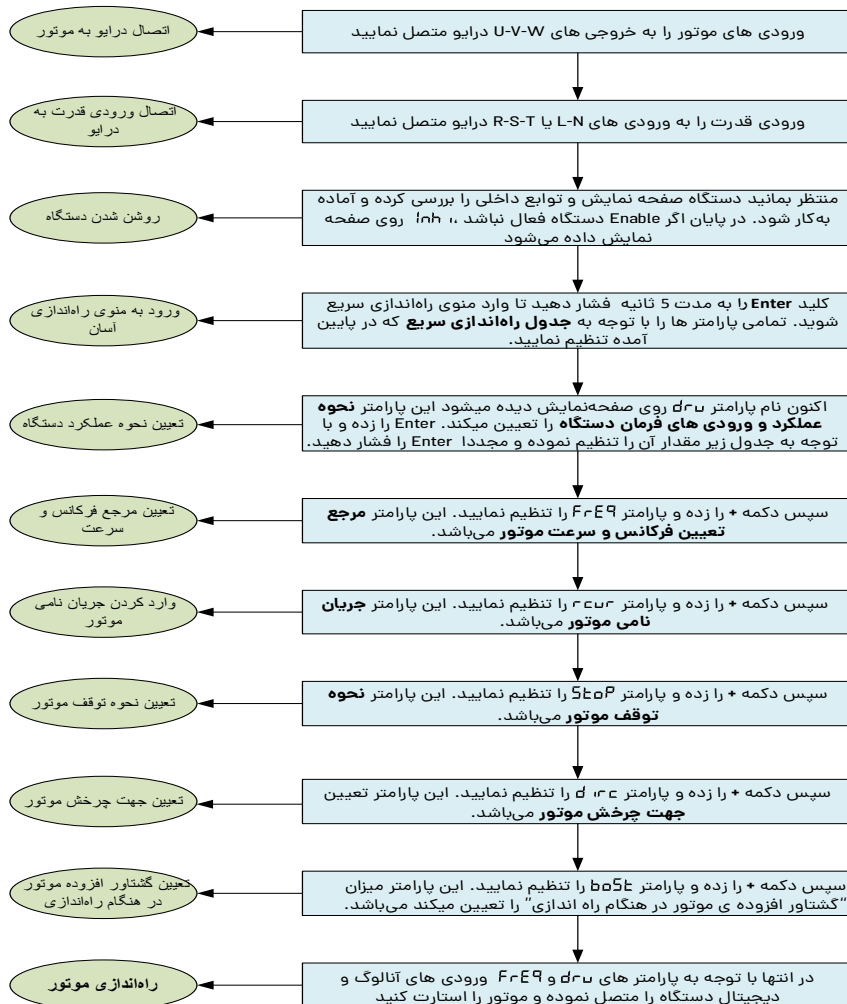 ورودی های موتور را به خروجی های U-V-W درایو متصل نمایید
اتصال درایو به موتور
ورودی قدرت را به ورودی های L-N یا R-S-T درایو متصل نمایید
اتصال ورودی قدرت به
درایو
منتظر بمانید دستگاه صفحه نمایش و توابع داخلی را بررسی کرده و آماده
به‌کار شود. در پایان اگر Enable دستگاه فعال نباشد ،Inhi روی صفحه
نمایش داده می‌شود
روشن شدن دستگاه
کلید Enter را به مدت 5 ثانیه فشار دهید تا وارد منوی راه‌اندازی سریع
شوید. تمامی پارامتر ها را با توجه به جدول راه‌اندازی سریع که در پایین
آمده تنظیم نمایید.
ورود به منوی راه‌اندازی
آسان
اکنون نام پارامتر drv روی صفحه‌نمایش دیده میشود این پارامتر نحوه
عملکرد و ورودی های فرمان دستگاه را تعیین میکند. Enter را زده و با
توجه به جدول زیر مقدار آن را تنظیم نموده و مجددا Enter را فشار دهید.
تعیین نحوه عملکرد دستگاه
سپس دکمه + را زده و پارامتر FrEq را تنظیم نمایید. این پارامتر مرجع
تعیین فرکانس و سرعت موتور می‌باشد.
تعیین مرجع فرکانس و
سرعت
سپس دکمه + را زده و پارامتر rcur را تنظیم نمایید. این پارامتر جریان
نامی موتور می‌باشد.
وارد کردن جریان نامی
موتور
سپس دکمه + را زده و پارامتر StoP را تنظیم نمایید. این پارامتر نحوه
توقف موتور می‌باشد.
تعیین نحوه توقف موتور
سپس دکمه + را زده و پارامتر dirc را تنظیم نمایید. این پارامتر تعیین
جهت چرخش موتور می‌باشد.
تعیین جهت چرخش موتور
سپس دکمه + را زده و پارامتر boSt را تنظیم نمایید. این پارامتر میزان
“گشتاور افزوده ی موتور در هنگام راه اندازی” را تعیین میکند می‌باشد.
تعیین گشتاور افزوده موتور
در هنگام راه‌اندازی
در انتها با توجه به پارامتر های drv و FrEq ورودی های آنالوگ و
دیجیتال دستگاه را متصل نموده و موتور را استارت کنید
راه‌اندازی موتور